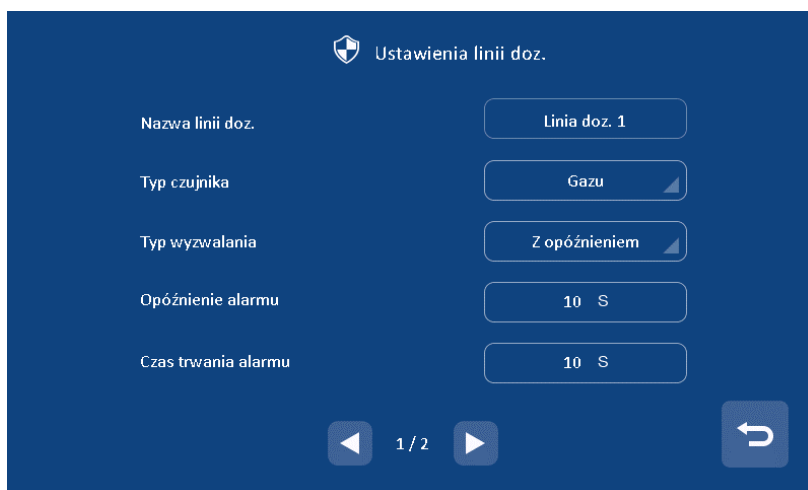 Ustawienia linii doz.
Nazwa linii doz. Linia doz. 1
Typ czujnika Gazu
Typ wyzwalania Z opóźnieniem
Opóźnienie alarmu 10 S
Czas trwania alarmu 10 S
1 / 2